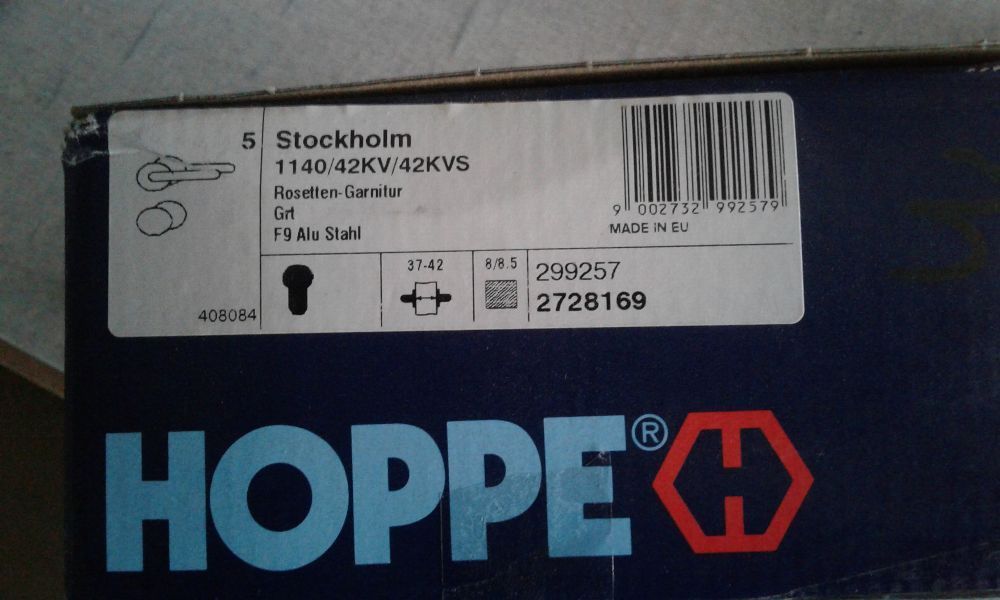 5
Stockholm
1140/42KV/42KVS
Rosetten-Garnitur
Grt
F9 Alu Stahl
9 002732 992579
MADE IN EU
408084
37-42
8/8.5
299257
2728169
HOPPE®